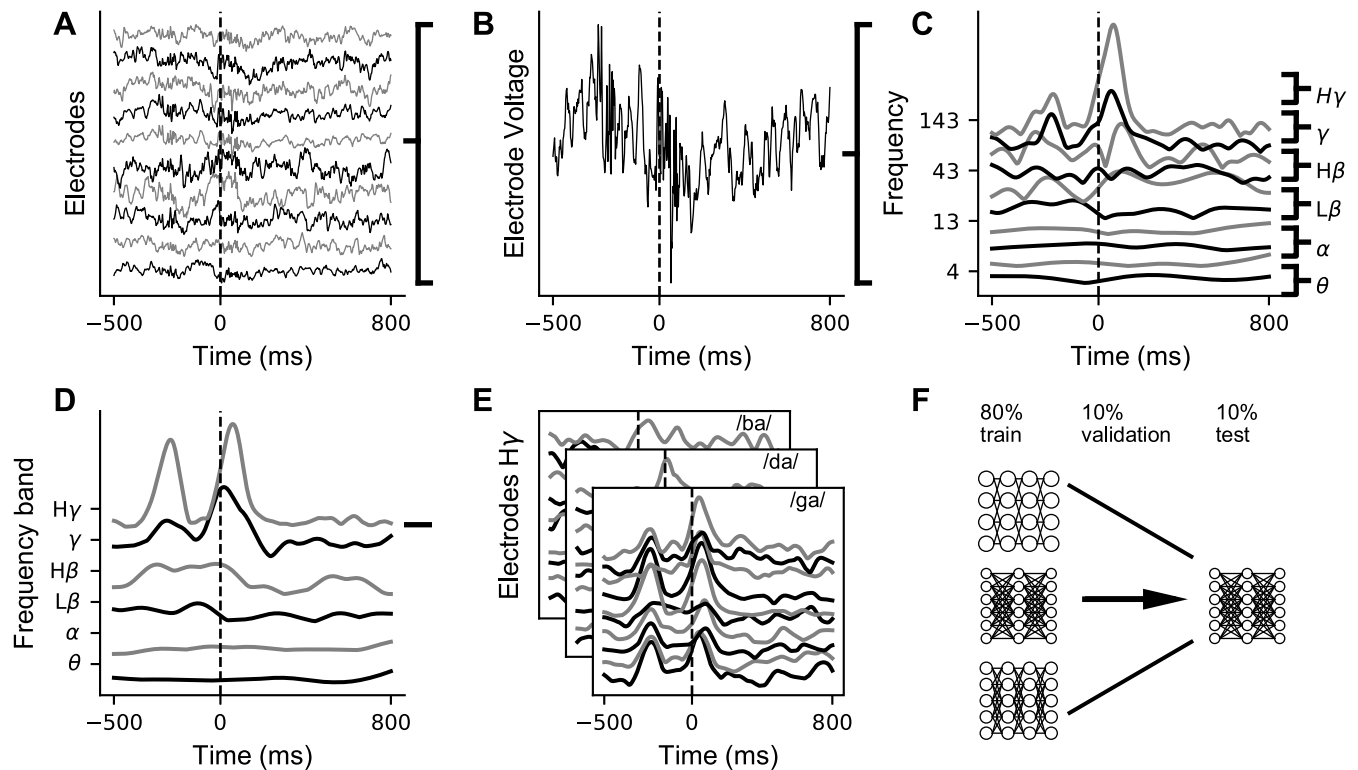 A
Electrodes
−500 0 800
Time (ms)
B
Electrode Voltage
−500 0 800
Time (ms)
C
Frequency
143
43
13
4
Hγ
γ
Hβ
Lβ
α
θ
−500 0 800
Time (ms)
D
Frequency band
Hγ
γ
Hβ
Lβ
α
θ
−500 0 800
Time (ms)
E
Electrodes Hγ
/ba/
/da/
/ga/
−500 0 800
Time (ms)
F
80% 10% 10%
train validation test